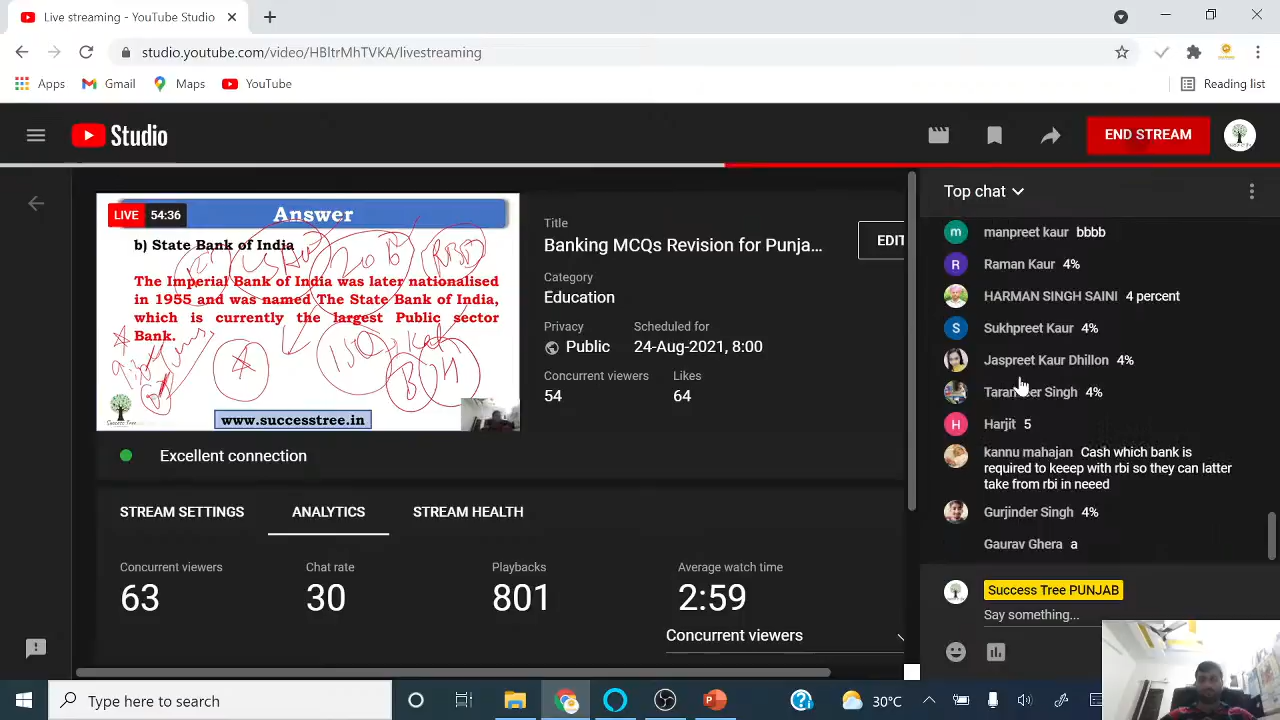 Live streaming - YouTube Studio
studio.youtube.com/video/HBltrMhTVKA/livestreaming
Apps Gmail Maps YouTube Reading list
Studio END STREAM
LIVE 54:36 Answer
b) State Bank of India
The Imperial Bank of India was later nationalised
in 1955 and was named The State Bank of India,
which is currently the largest Public sector
Bank.
www.successtree.in
Title
Banking MCQs Revision for Punja...
EDIT
Category
Education
Privacy Scheduled for
Public 24-Aug-2021, 8:00
Concurrent viewers Likes
54 64
Excellent connection
STREAM SETTINGS ANALYTICS STREAM HEALTH
Concurrent viewers Chat rate Playbacks Average watch time
63 30 801 2:59
Concurrent viewers
Top chat
m manpreet kaur bbbb
R Raman Kaur 4%
HARMAN SINGH SAINI 4 percent
S Sukhpreet Kaur 4%
Jaspreet Kaur Dhillon 4%
Singh 4%
H Harjit 5
kannu mahajan Cash which bank is
required to keeep with rbi so they can latter
take from rbi in neeed
Gurjinder Singh 4%
Gaurav Ghera a
Success Tree PUNJAB
Say something...
Type here to search
30°C